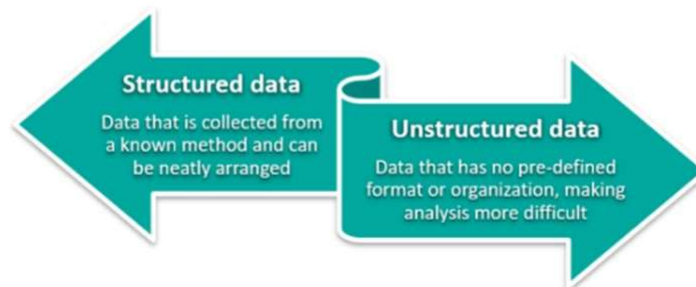 Structured data
Data that is collected from
a known method and can
be neatly arranged
Unstructured data
Data that has no pre-defined
format or organization, making
analysis more difficult